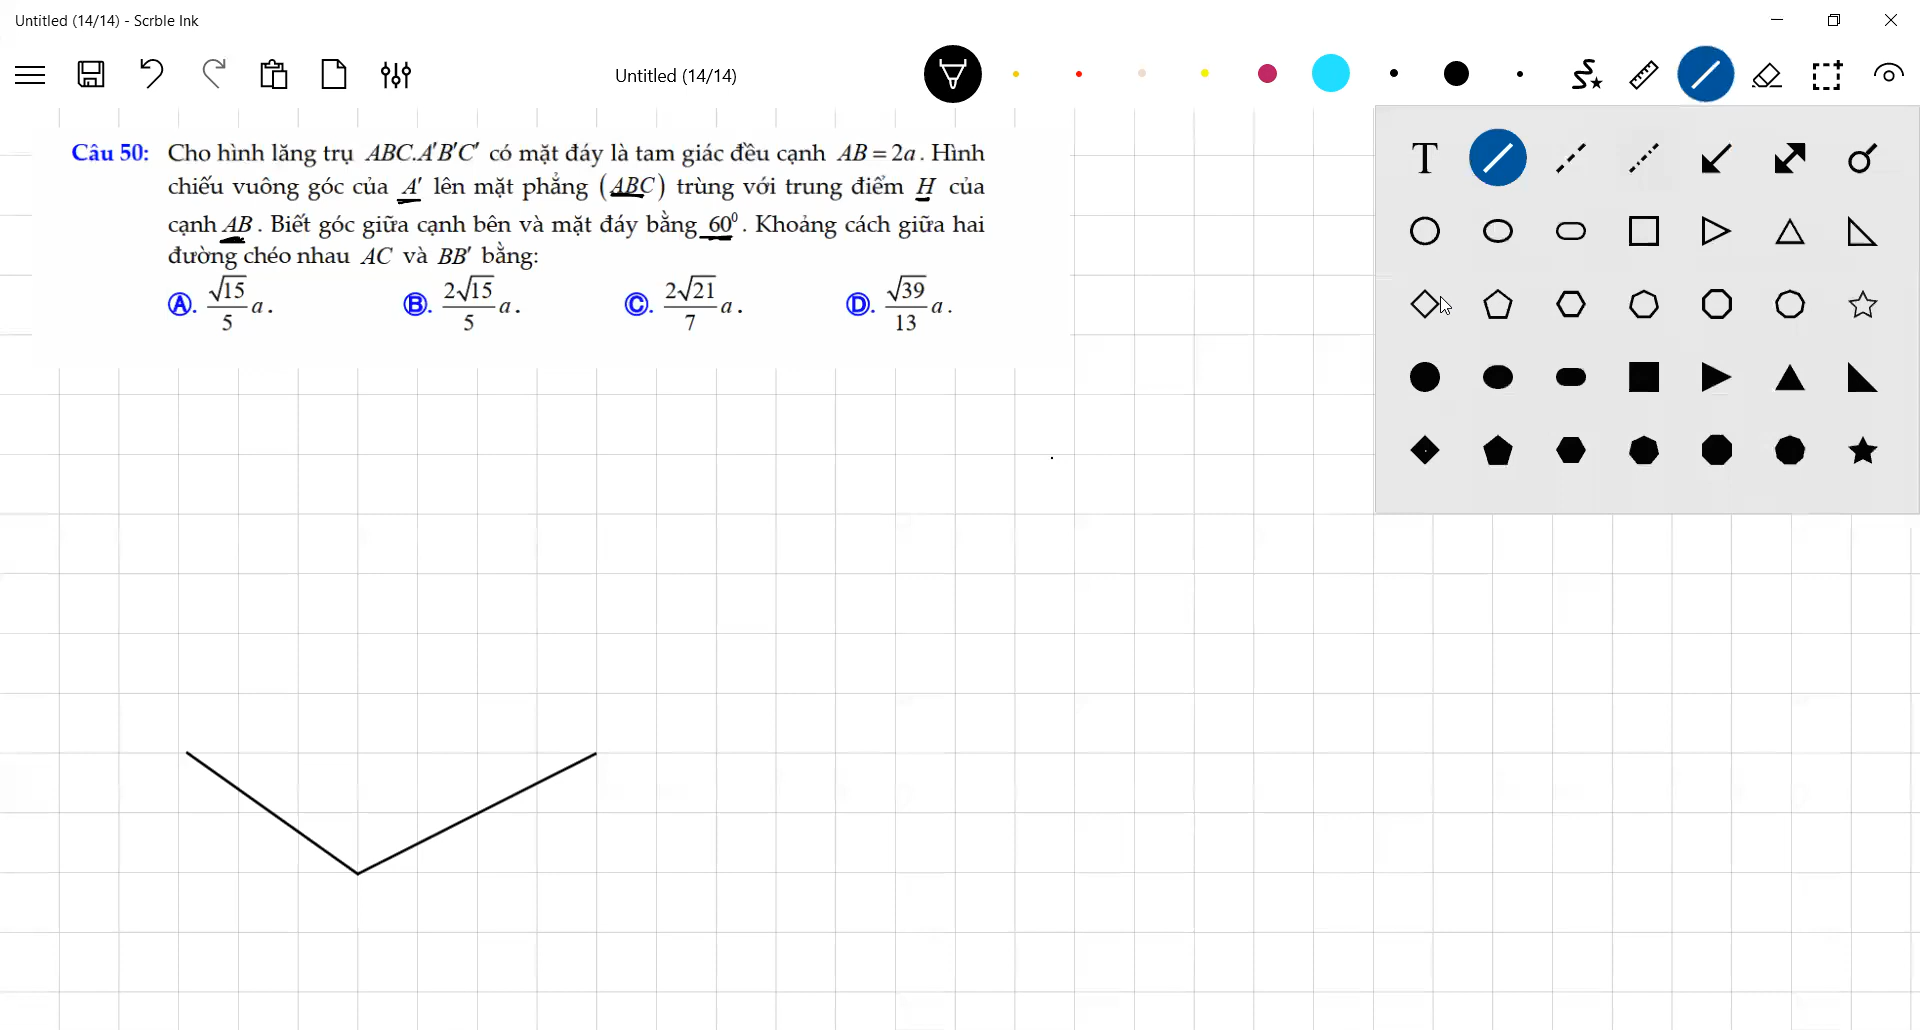 Untitled (14/14) - Scrble Ink
Untitled (14/14)
T
Câu 50: Cho hình lăng trụ ABC.A'B'C' có mặt đáy là tam giác đều cạnh AB = 2a. Hình
chiếu vuông góc của A' lên mặt phẳng (ABC) trùng với trung điểm H của
cạnh AB. Biết góc giữa cạnh bên và mặt đáy bằng 60⁰. Khoảng cách giữa hai
đường chéo nhau AC và BB' bằng:
A. √15/5 a. B. 2√15/5 a. C. 2√21/7 a. D. √39/13 a.